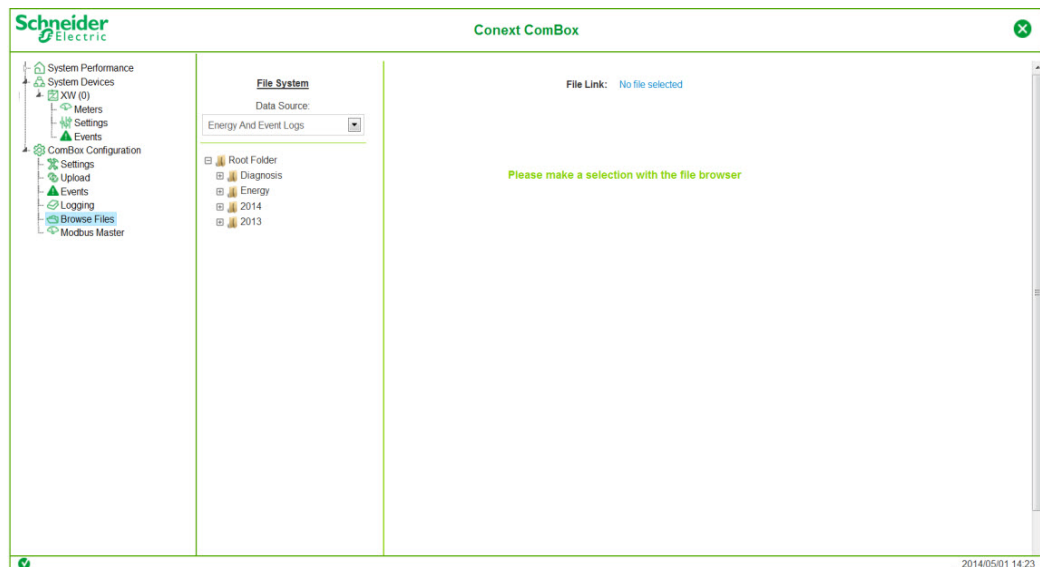 Schneider
Electric
Conext ComBox
System Performance
System Devices
XW (0)
Meters
Settings
Events
ComBox Configuration
Settings
Upload
Events
Logging
Browse Files
Modbus Master
File System
Data Source:
Energy And Event Logs
Root Folder
Diagnosis
Energy
2014
2013
File Link: No file selected
Please make a selection with the file browser
2014/05/01 14:23